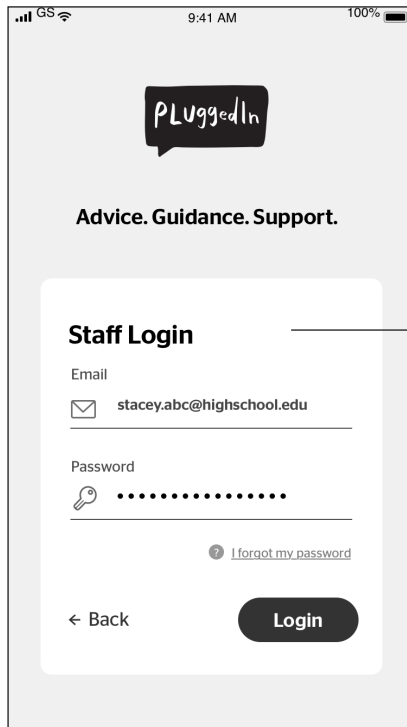 GS 9:41 AM 100%
PLuggedIn
Advice. Guidance. Support.
Staff Login
Email
stacey.abc@highschool.edu
Password
••••••••••••••••
? I forgot my password
← Back Login